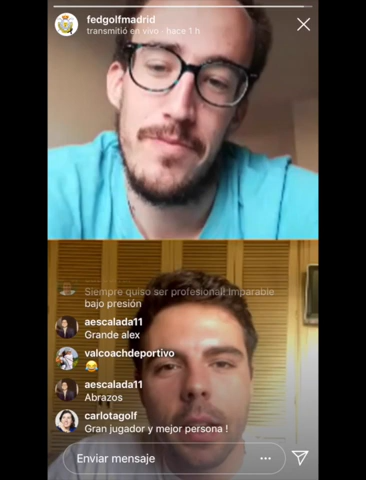 fedgolfmadrid
transmitió en vivo · hace 1 h
Siempre quiso ser profesional! Imparable
bajo presión
aescalada11
Grande alex
valcoachdeportivo
😂
aescalada11
Abrazos
carlotagolf
Gran jugador y mejor persona !
Enviar mensaje